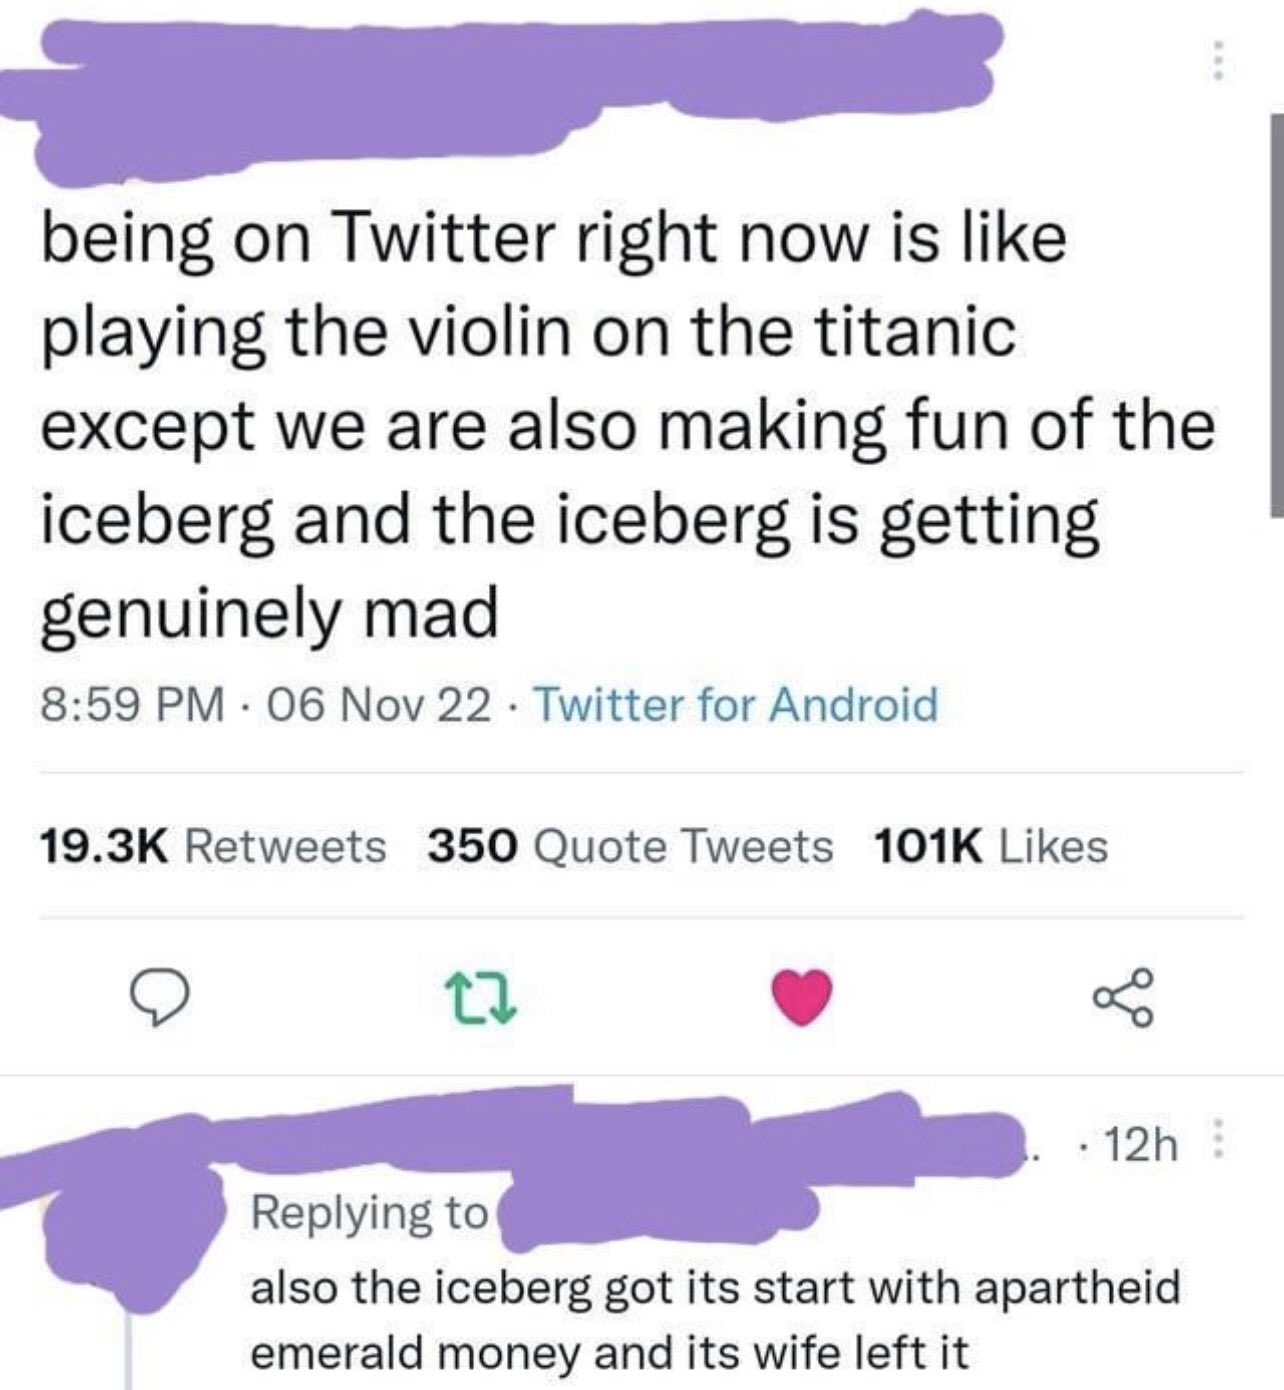 being on Twitter right now is like
playing the violin on the titanic
except we are also making fun of the
iceberg and the iceberg is getting
genuinely mad
8:59 PM · 06 Nov 22 · Twitter for Android
19.3K Retweets 350 Quote Tweets 101K Likes
.. · 12h
Replying to
also the iceberg got its start with apartheid
emerald money and its wife left it